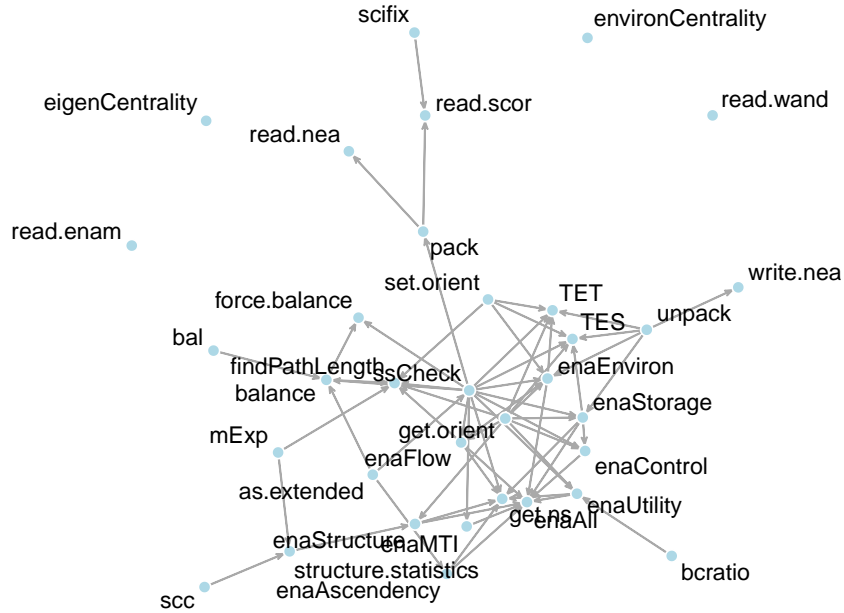 scifix
environCentrality
eigenCentrality
read.scor
read.wand
read.nea
read.enam
pack
set.orient
write.nea
force.balance
TET
unpack
bal
TES
findPathLength
ssCheck
enaEnviron
balance
enaStorage
mExp
get.orient
enaFlow
enaControl
as.extended
enaUtility
get.ns
enaAll
enaStructure
enaMTI
structure.statistics
bcratio
enaAscendency
scc